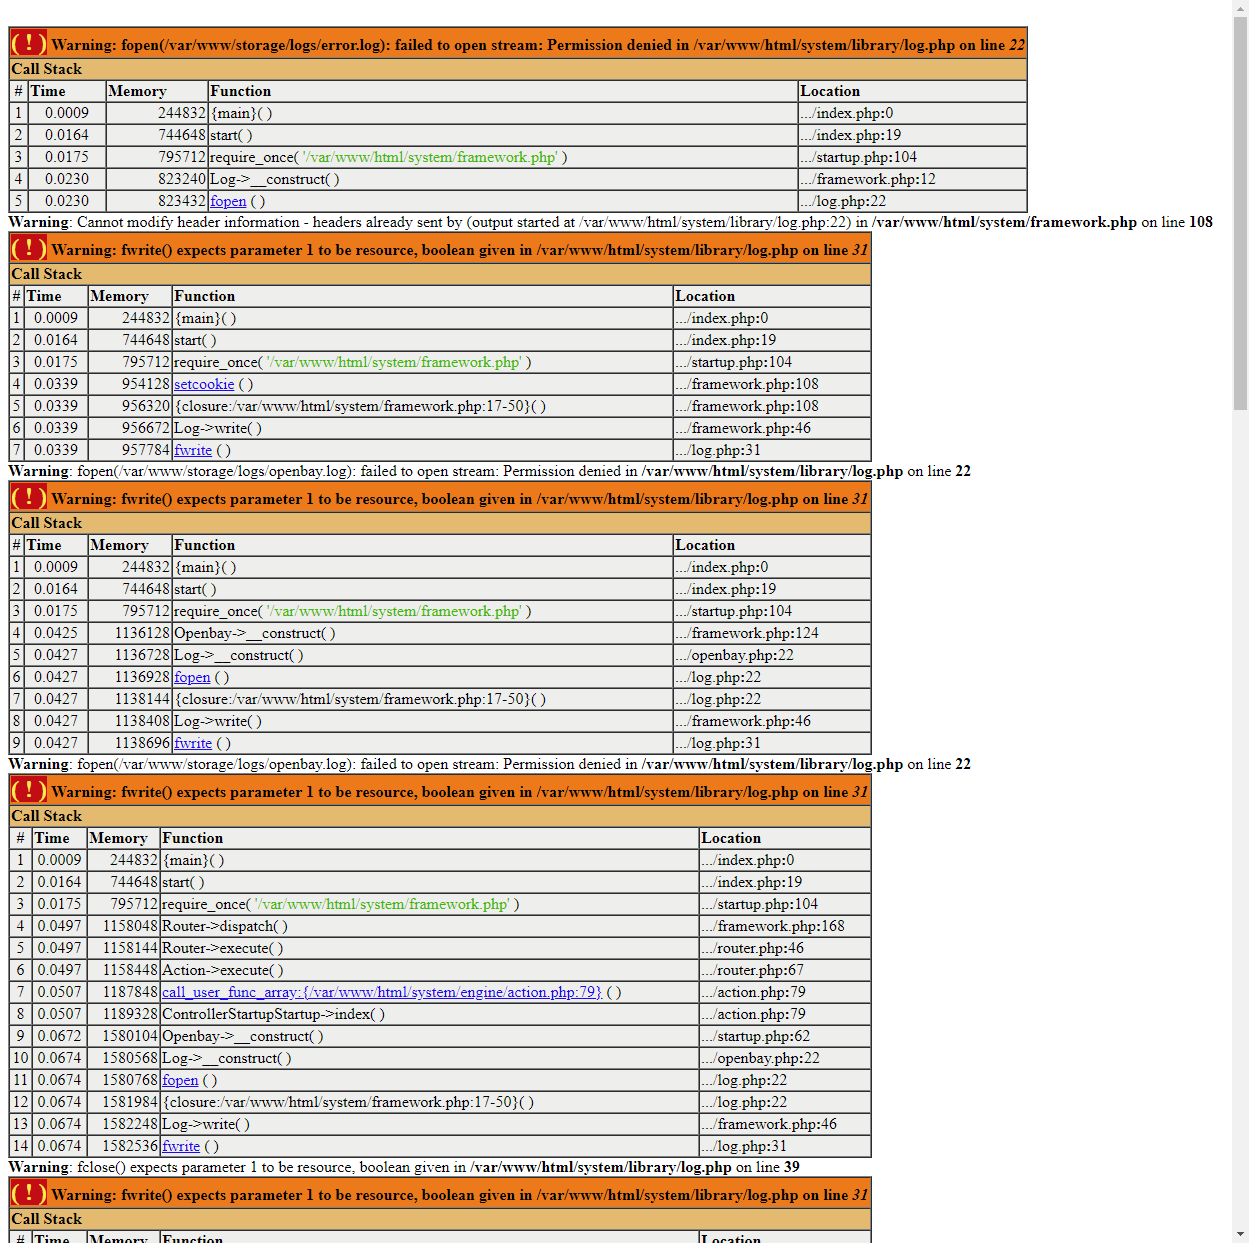 ( ! ) Warning: fopen(/var/www/storage/logs/error.log): failed to open stream: Permission denied in /var/www/html/system/library/log.php on line 22
Call Stack
# Time Memory Function Location
1 0.0009 244832 {main}( ) .../index.php:0
2 0.0164 744648 start( ) .../index.php:19
3 0.0175 795712 require_once( '/var/www/html/system/framework.php' ) .../startup.php:104
4 0.0230 823240 Log->__construct( ) .../framework.php:12
5 0.0230 823432 fopen ( ) .../log.php:22
Warning: Cannot modify header information - headers already sent by (output started at /var/www/html/system/library/log.php:22) in /var/www/html/system/framework.php on line 108
( ! ) Warning: fwrite() expects parameter 1 to be resource, boolean given in /var/www/html/system/library/log.php on line 31
Call Stack
# Time Memory Function Location
1 0.0009 244832 {main}( ) .../index.php:0
2 0.0164 744648 start( ) .../index.php:19
3 0.0175 795712 require_once( '/var/www/html/system/framework.php' ) .../startup.php:104
4 0.0339 954128 setcookie ( ) .../framework.php:108
5 0.0339 956320 {closure:/var/www/html/system/framework.php:17-50}( ) .../framework.php:108
6 0.0339 956672 Log->write( ) .../framework.php:46
7 0.0339 957784 fwrite ( ) .../log.php:31
Warning: fopen(/var/www/storage/logs/openbay.log): failed to open stream: Permission denied in /var/www/html/system/library/log.php on line 22
( ! ) Warning: fwrite() expects parameter 1 to be resource, boolean given in /var/www/html/system/library/log.php on line 31
Call Stack
# Time Memory Function Location
1 0.0009 244832 {main}( ) .../index.php:0
2 0.0164 744648 start( ) .../index.php:19
3 0.0175 795712 require_once( '/var/www/html/system/framework.php' ) .../startup.php:104
4 0.0425 1136128 Openbay->__construct( ) .../framework.php:124
5 0.0427 1136728 Log->__construct( ) .../openbay.php:22
6 0.0427 1136928 fopen ( ) .../log.php:22
7 0.0427 1138144 {closure:/var/www/html/system/framework.php:17-50}( ) .../log.php:22
8 0.0427 1138408 Log->write( ) .../framework.php:46
9 0.0427 1138696 fwrite ( ) .../log.php:31
Warning: fopen(/var/www/storage/logs/openbay.log): failed to open stream: Permission denied in /var/www/html/system/library/log.php on line 22
( ! ) Warning: fwrite() expects parameter 1 to be resource, boolean given in /var/www/html/system/library/log.php on line 31
Call Stack
# Time Memory Function Location
1 0.0009 244832 {main}( ) .../index.php:0
2 0.0164 744648 start( ) .../index.php:19
3 0.0175 795712 require_once( '/var/www/html/system/framework.php' ) .../startup.php:104
4 0.0497 1158048 Router->dispatch( ) .../framework.php:168
5 0.0497 1158144 Router->execute( ) .../router.php:46
6 0.0497 1158448 Action->execute( ) .../router.php:67
7 0.0507 1187848 call_user_func_array:{/var/www/html/system/engine/action.php:79} ( ) .../action.php:79
8 0.0507 1189328 ControllerStartupStartup->index( ) .../action.php:79
9 0.0672 1580104 Openbay->__construct( ) .../startup.php:62
10 0.0674 1580568 Log->__construct( ) .../openbay.php:22
11 0.0674 1580768 fopen ( ) .../log.php:22
12 0.0674 1581984 {closure:/var/www/html/system/framework.php:17-50}( ) .../log.php:22
13 0.0674 1582248 Log->write( ) .../framework.php:46
14 0.0674 1582536 fwrite ( ) .../log.php:31
Warning: fclose() expects parameter 1 to be resource, boolean given in /var/www/html/system/library/log.php on line 39
( ! ) Warning: fwrite() expects parameter 1 to be resource, boolean given in /var/www/html/system/library/log.php on line 31
Call Stack
# Time Memory Function Location